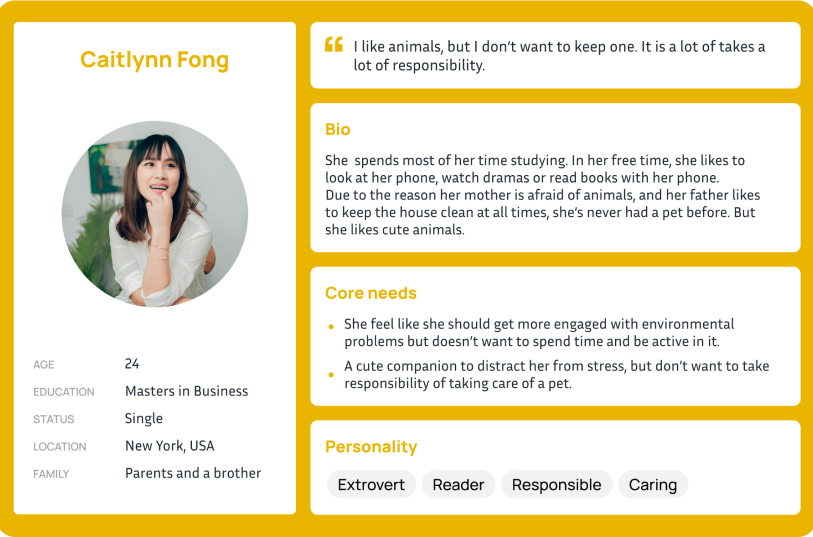 Caitlynn Fong
AGE 24
EDUCATION Masters in Business
STATUS Single
LOCATION New York, USA
FAMILY Parents and a brother
“ I like animals, but I don’t want to keep one. It is a lot of takes a
lot of responsibility.
Bio
She  spends most of her time studying. In her free time, she likes to
look at her phone, watch dramas or read books with her phone.
Due to the reason her mother is afraid of animals, and her father likes
to keep the house clean at all times, she’s never had a pet before. But
she likes cute animals.
Core needs
• She feel like she should get more engaged with environmental
problems but doesn’t want to spend time and be active in it.
• A cute companion to distract her from stress, but don’t want to take
responsibility of taking care of a pet.
Personality
Extrovert Reader Responsible Caring